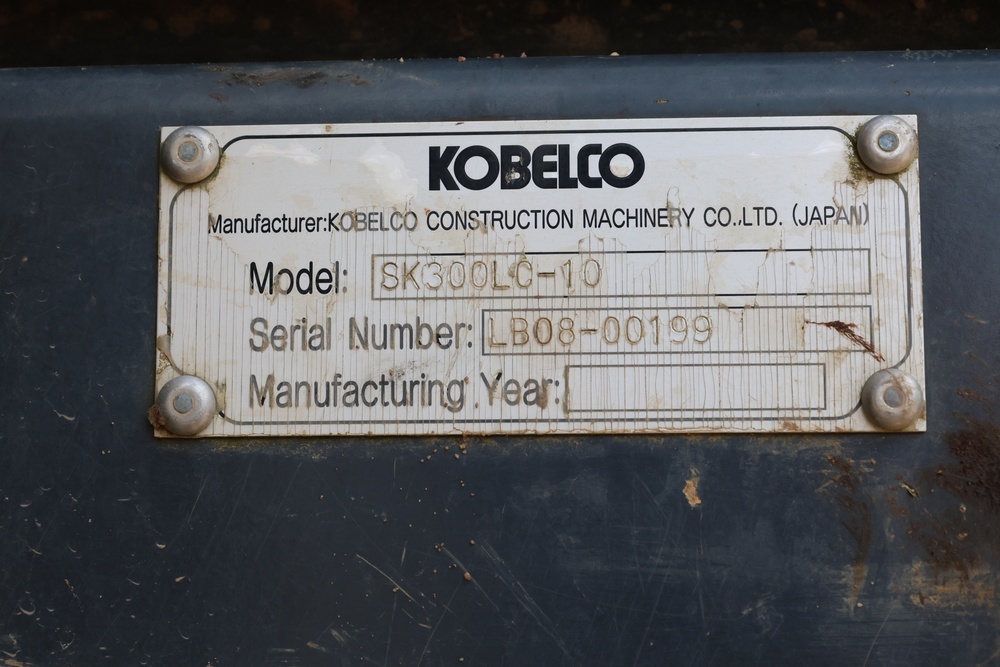 KOBELCO
Manufacturer:KOBELCO CONSTRUCTION MACHINERY CO.,LTD. (JAPAN)
Model: SK300LC-10
Serial Number: LB08-00199
Manufacturing Year: